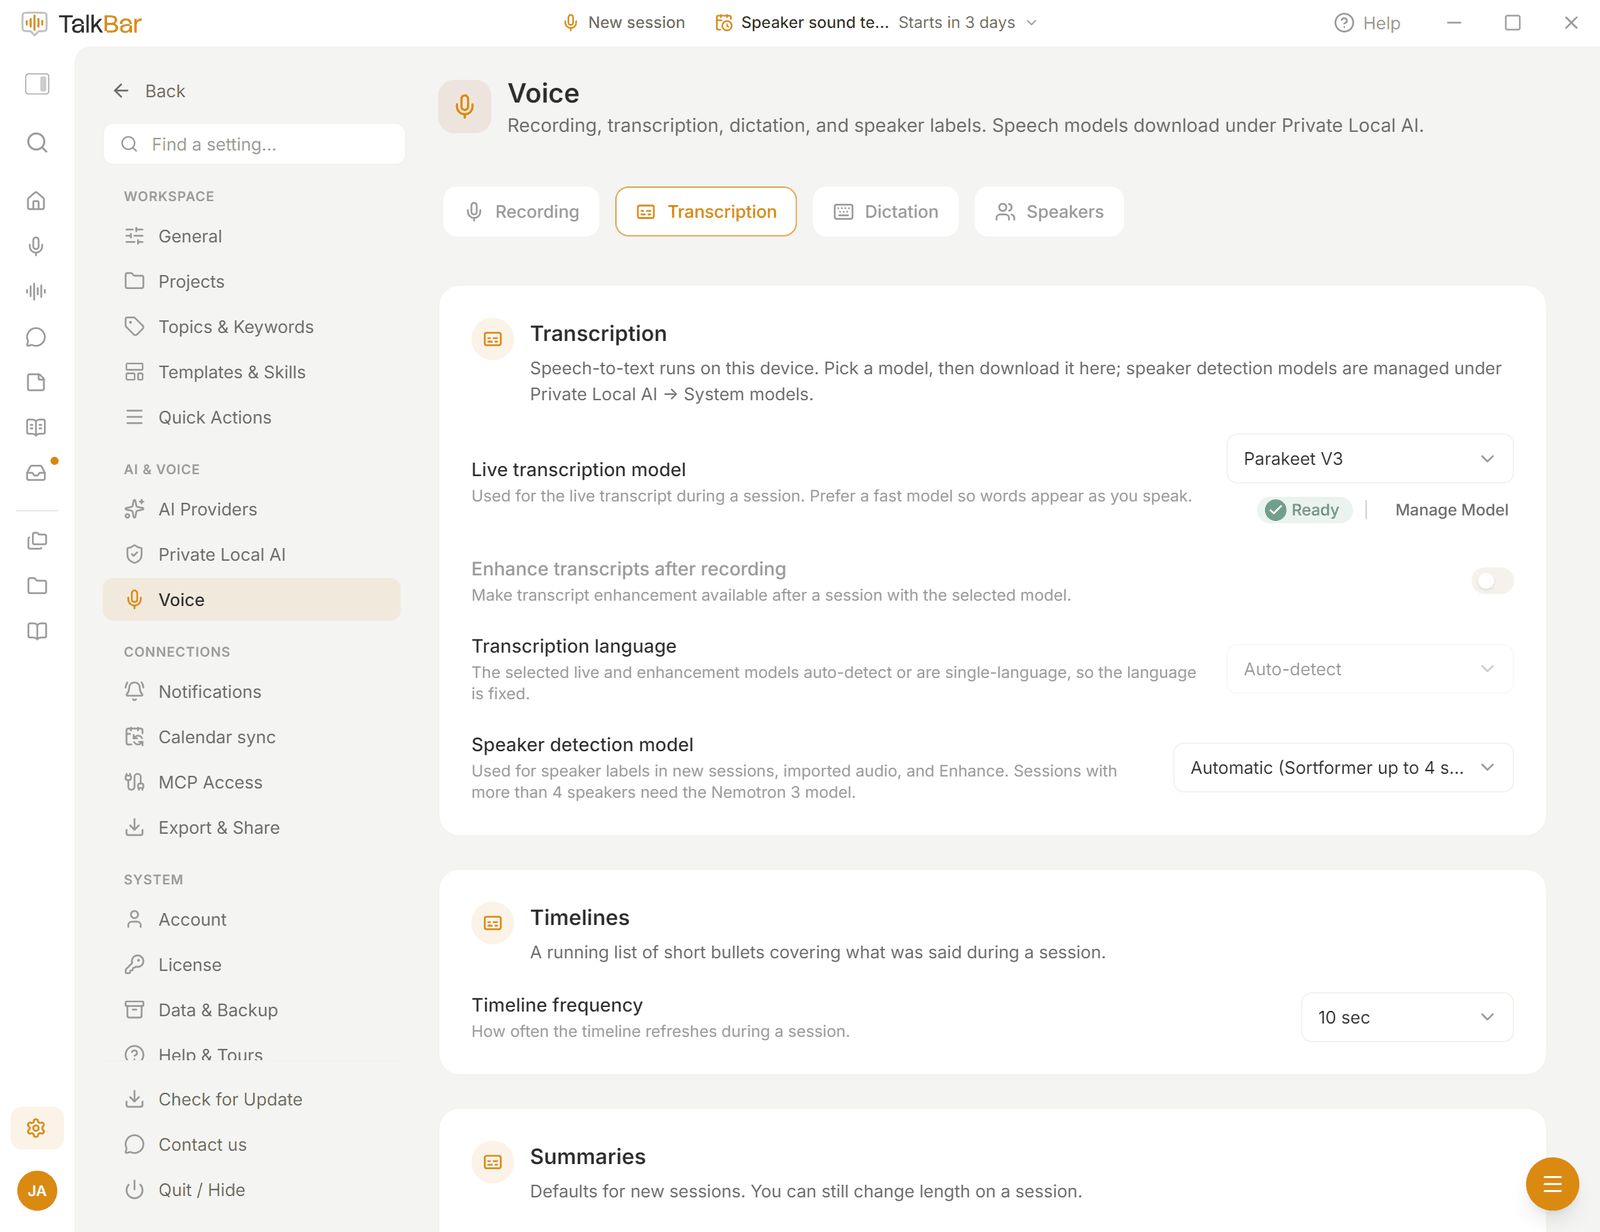 TalkBar
New session
Speaker sound te... Starts in 3 days
Help
Back
Find a setting...
WORKSPACE
General
Projects
Topics & Keywords
Templates & Skills
Quick Actions
AI & VOICE
AI Providers
Private Local AI
Voice
CONNECTIONS
Notifications
Calendar sync
MCP Access
Export & Share
SYSTEM
Account
License
Data & Backup
Help & Tours
Check for Update
Contact us
Quit / Hide
JA
Voice
Recording, transcription, dictation, and speaker labels. Speech models download under Private Local AI.
Recording
Transcription
Dictation
Speakers
Transcription
Speech-to-text runs on this device. Pick a model, then download it here; speaker detection models are managed under
Private Local AI → System models.
Live transcription model
Used for the live transcript during a session. Prefer a fast model so words appear as you speak.
Parakeet V3
Ready
Manage Model
Enhance transcripts after recording
Make transcript enhancement available after a session with the selected model.
Transcription language
The selected live and enhancement models auto-detect or are single-language, so the language
is fixed.
Auto-detect
Speaker detection model
Used for speaker labels in new sessions, imported audio, and Enhance. Sessions with
more than 4 speakers need the Nemotron 3 model.
Automatic (Sortformer up to 4 s...
Timelines
A running list of short bullets covering what was said during a session.
Timeline frequency
How often the timeline refreshes during a session.
10 sec
Summaries
Defaults for new sessions. You can still change length on a session.